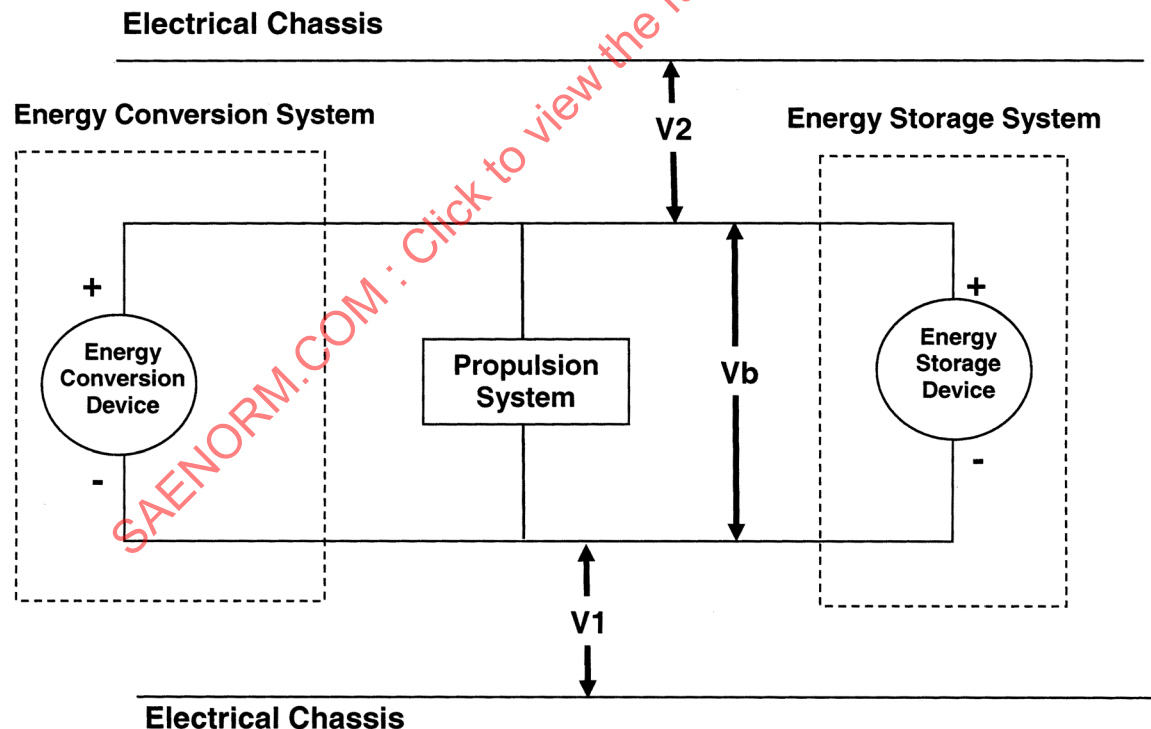 Electrical Chassis
Energy Conversion System
V2
Energy Storage System
+
+
Energy
Conversion
Device
Propulsion
System
Vb
Energy
Storage
Device
-
-
V1
Electrical Chassis
SAENORM.COM : Click to view the